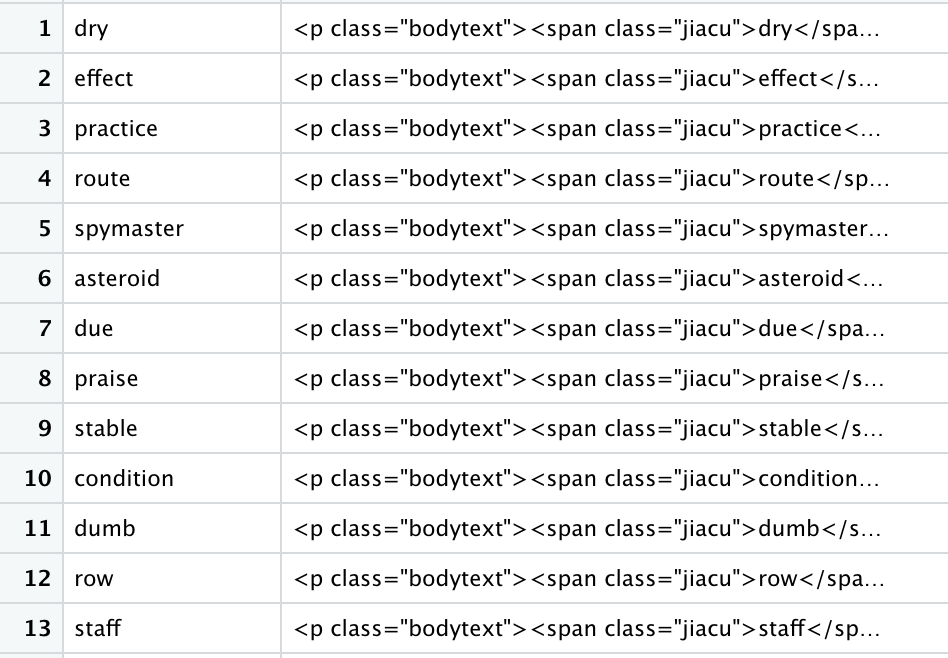 1 dry <p class="bodytext"><span class="jiacu">dry</spa...
2 effect <p class="bodytext"><span class="jiacu">effect</s...
3 practice <p class="bodytext"><span class="jiacu">practice<...
4 route <p class="bodytext"><span class="jiacu">route</sp...
5 spymaster <p class="bodytext"><span class="jiacu">spymaster...
6 asteroid <p class="bodytext"><span class="jiacu">asteroid<...
7 due <p class="bodytext"><span class="jiacu">due</spa...
8 praise <p class="bodytext"><span class="jiacu">praise</s...
9 stable <p class="bodytext"><span class="jiacu">stable</s...
10 condition <p class="bodytext"><span class="jiacu">condition...
11 dumb <p class="bodytext"><span class="jiacu">dumb</s...
12 row <p class="bodytext"><span class="jiacu">row</spa...
13 staff <p class="bodytext"><span class="jiacu">staff</sp...